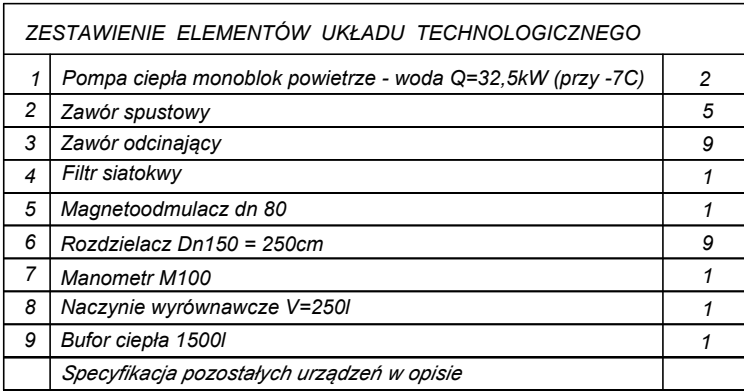 ZESTAWIENIE ELEMENTÓW UKŁADU TECHNOLOGICZNEGO
1 Pompa ciepła monoblok powietrze - woda Q=32,5kW (przy -7C) 2
2 Zawór spustowy 5
3 Zawór odcinający 9
4 Filtr siatokwy 1
5 Magnetoodmulacz dn 80 1
6 Rozdzielacz Dn150 = 250cm 9
7 Manometr M100 1
8 Naczynie wyrównawcze V=250l 1
9 Bufor ciepła 1500l 1
Specyfikacja pozostałych urządzeń w opisie